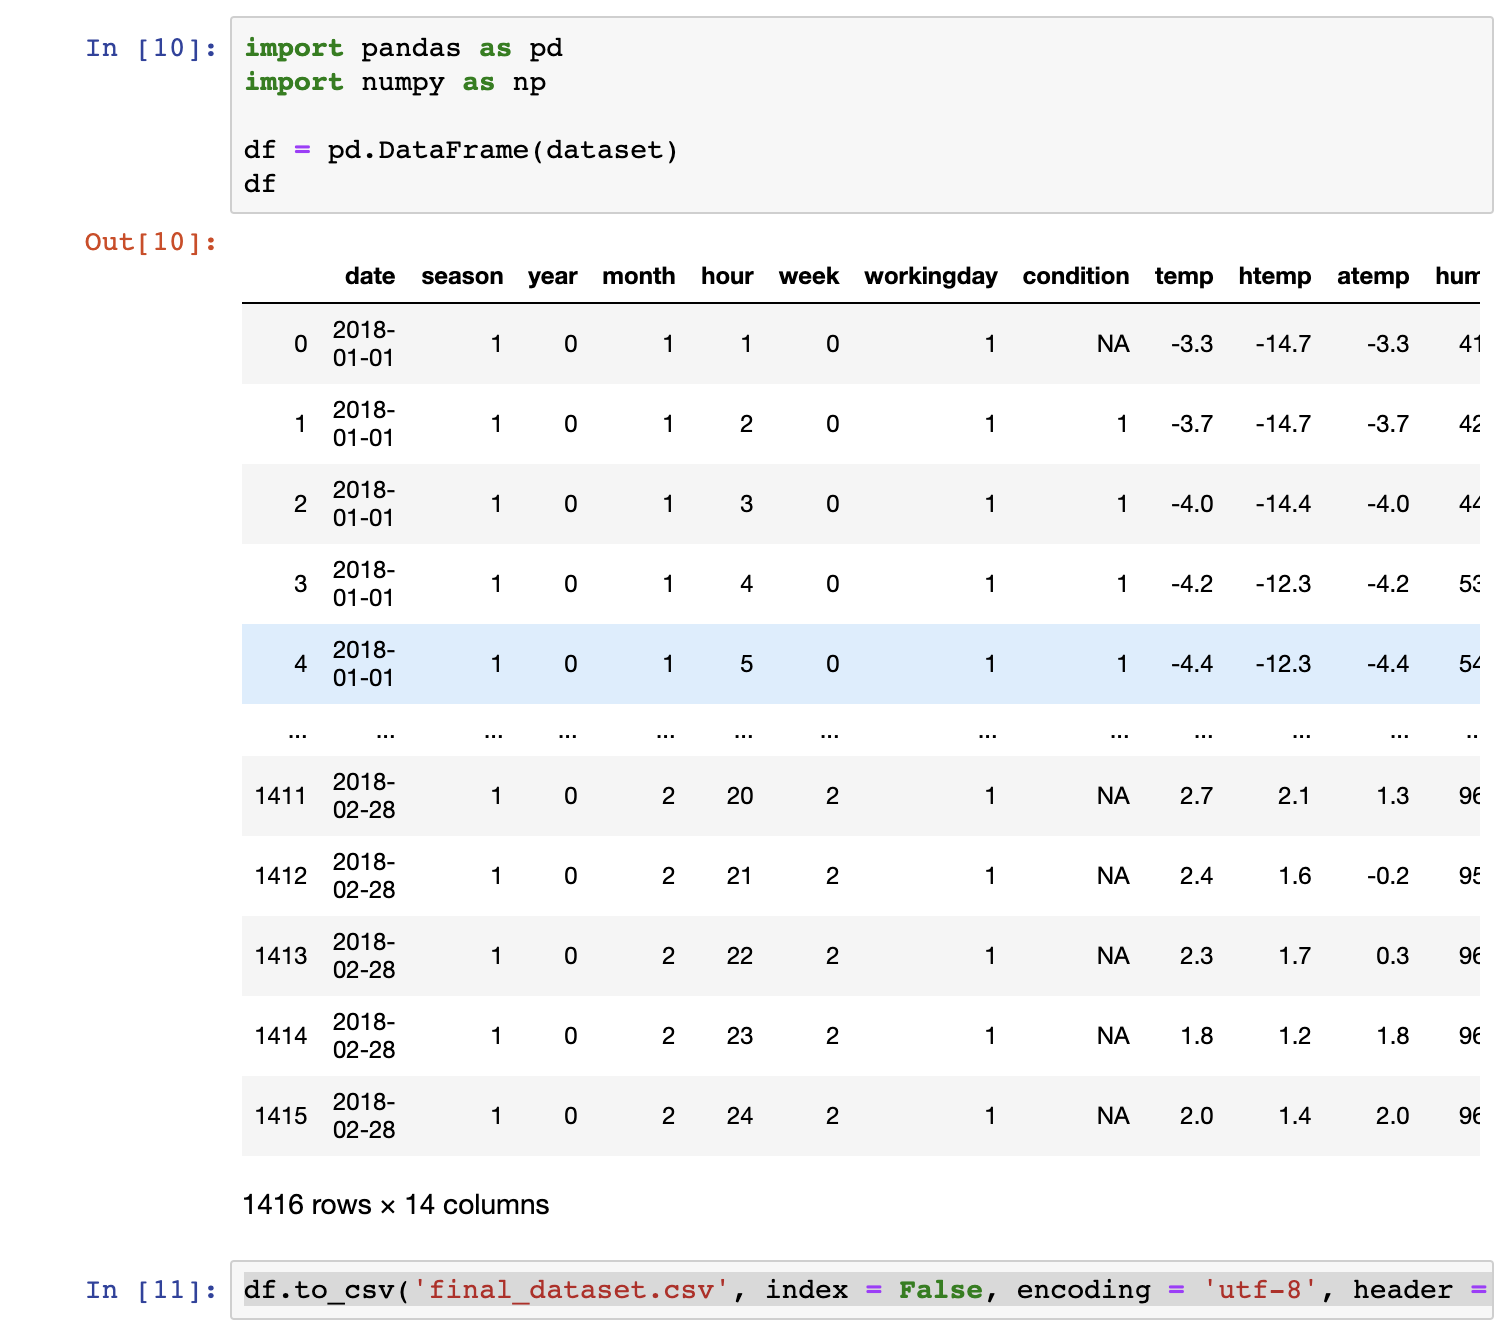 In [10]: import pandas as pd
import numpy as np
df = pd.DataFrame(dataset)
df
Out[10]:
date season year month hour week workingday condition temp htemp atemp hum
0 2018-01-01 1 0 1 1 0 1 NA -3.3 -14.7 -3.3 41
1 2018-01-01 1 0 1 2 0 1 1 -3.7 -14.7 -3.7 42
2 2018-01-01 1 0 1 3 0 1 1 -4.0 -14.4 -4.0 44
3 2018-01-01 1 0 1 4 0 1 1 -4.2 -12.3 -4.2 53
4 2018-01-01 1 0 1 5 0 1 1 -4.4 -12.3 -4.4 54
... ... ... ... ... ... ... ... ... ... ... ... ..
1411 2018-02-28 1 0 2 20 2 1 NA 2.7 2.1 1.3 96
1412 2018-02-28 1 0 2 21 2 1 NA 2.4 1.6 -0.2 95
1413 2018-02-28 1 0 2 22 2 1 NA 2.3 1.7 0.3 96
1414 2018-02-28 1 0 2 23 2 1 NA 1.8 1.2 1.8 96
1415 2018-02-28 1 0 2 24 2 1 NA 2.0 1.4 2.0 96
1416 rows × 14 columns
In [11]: df.to_csv('final_dataset.csv', index = False, encoding = 'utf-8', header =